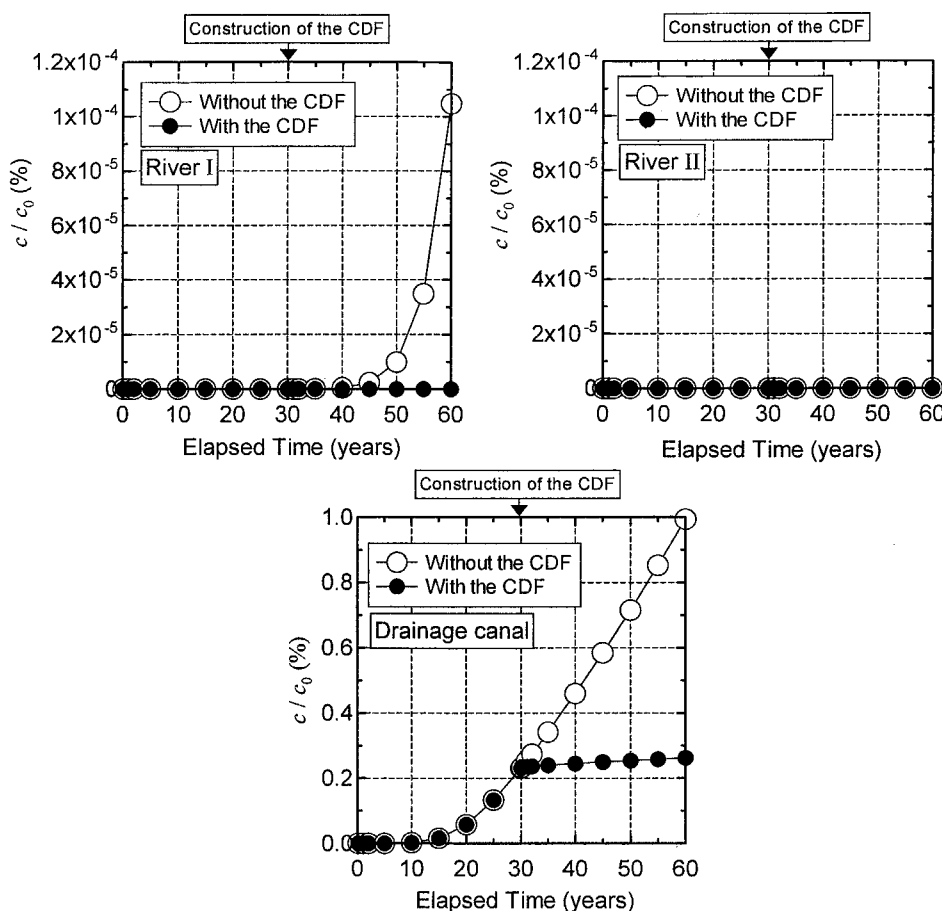 Construction of the CDF
1.2x10⁻⁴
1x10⁻⁴
8x10⁻⁵
6x10⁻⁵
4x10⁻⁵
2x10⁻⁵
0
c / c₀ (%)
Without the CDF
With the CDF
River I
0 10 20 30 40 50 60
Elapsed Time (years)
Construction of the CDF
1.2x10⁻⁴
1x10⁻⁴
8x10⁻⁵
6x10⁻⁵
4x10⁻⁵
2x10⁻⁵
0
c / c₀ (%)
Without the CDF
With the CDF
River II
0 10 20 30 40 50 60
Elapsed Time (years)
Construction of the CDF
1.0
0.8
0.6
0.4
0.2
0.0
c / c₀ (%)
Without the CDF
With the CDF
Drainage canal
0 10 20 30 40 50 60
Elapsed Time (years)